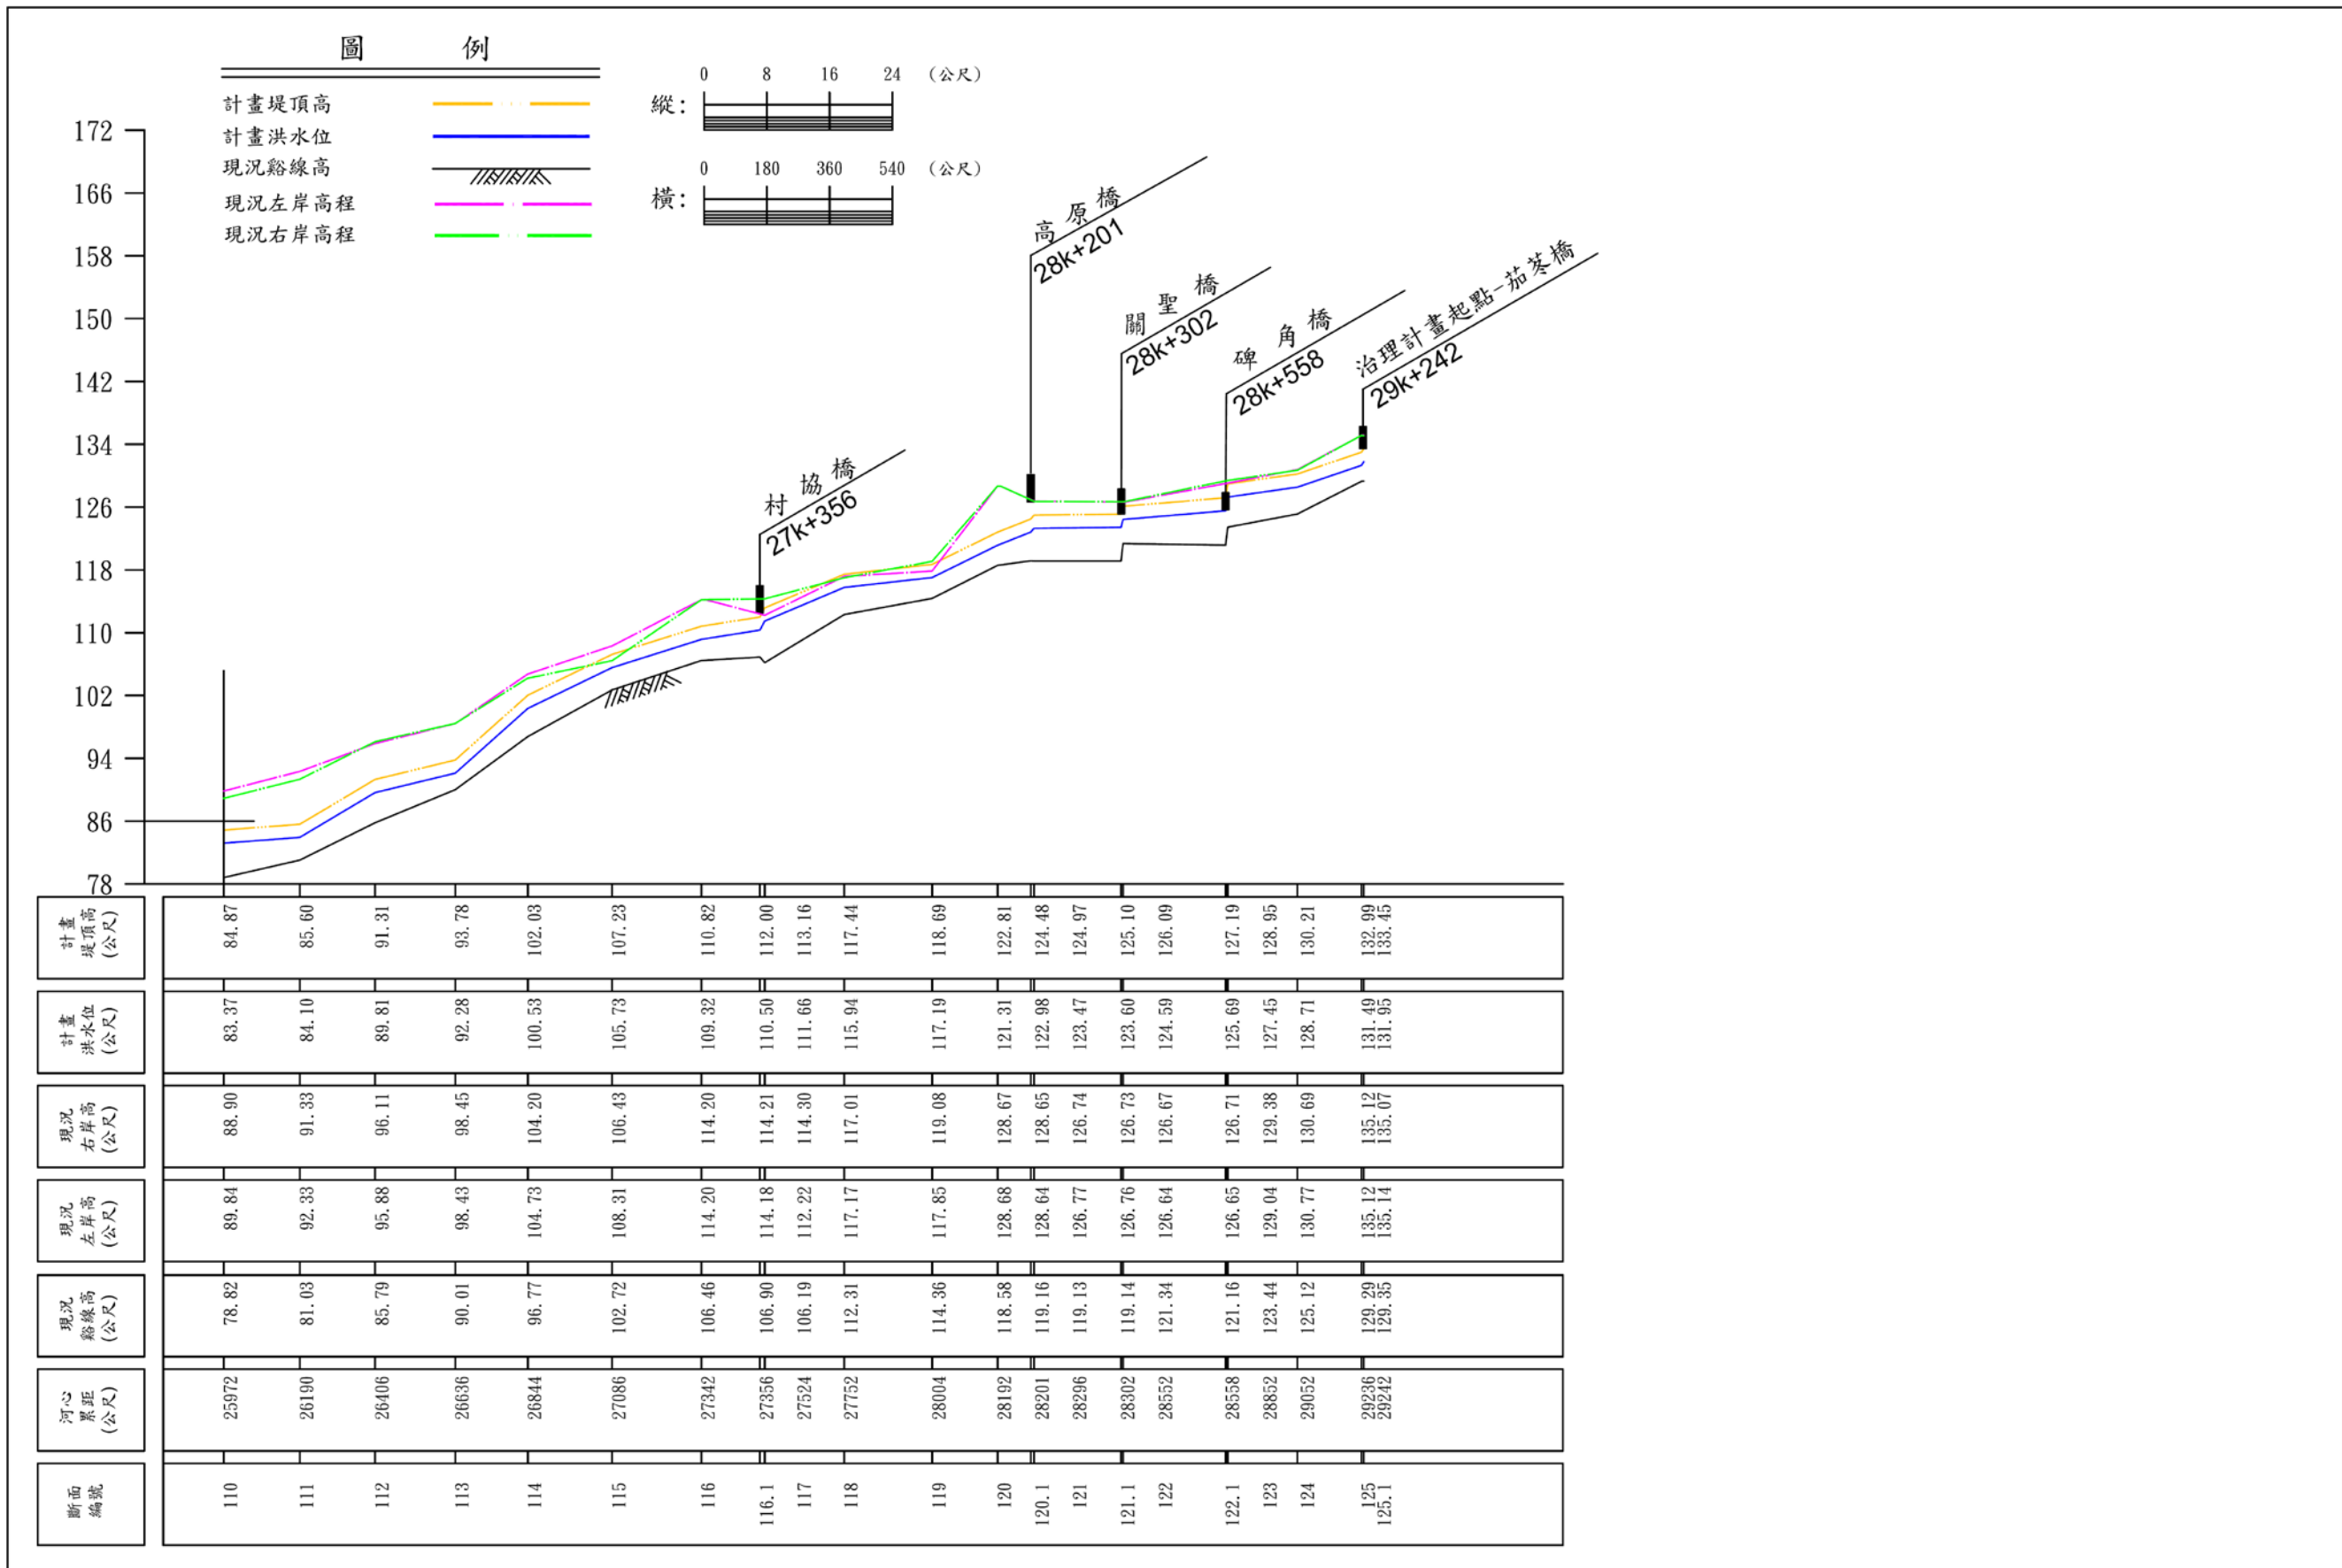 圖 例
計畫堤頂高
計畫洪水位
現況谿線高
現況左岸高程
現況右岸高程
縱: 0 8 16 24 (公尺)
橫: 0 180 360 540 (公尺)
172
166
158
150
142
134
126
118
110
102
94
86
78
村協橋
27k+356
高原橋
28k+201
關聖橋
28k+302
碑角橋
28k+558
治理計畫起點-茄苳橋
29k+242
計畫
堤頂高
(公尺)
84.87 85.60 91.31 93.78 102.03 107.23 110.82 112.00 113.16 117.44 118.69 122.81 124.48 124.97 125.10 126.09 127.19 128.95 130.21 132.99 133.45
計畫
洪水位
(公尺)
83.37 84.10 89.81 92.28 100.53 105.73 109.32 110.50 111.66 115.94 117.19 121.31 122.98 123.47 123.60 124.59 125.69 127.45 128.71 131.49 131.95
現況
右岸高
(公尺)
88.90 91.33 96.11 98.45 104.20 106.43 114.20 114.21 114.30 117.01 119.08 128.67 128.65 126.74 126.73 126.67 126.71 129.38 130.69 135.12 135.07
現況
左岸高
(公尺)
89.84 92.33 95.88 98.43 104.73 108.31 114.20 114.18 112.22 117.17 117.85 128.68 128.64 126.77 126.76 126.64 126.65 129.04 130.77 135.12 135.14
現況
谿線高
(公尺)
78.82 81.03 85.79 90.01 96.77 102.72 106.46 106.90 106.19 112.31 114.36 118.58 119.16 119.13 119.14 121.34 121.16 123.44 125.12 129.29 129.35
河心
累距
(公尺)
25972 26190 26406 26636 26844 27086 27342 27356 27524 27752 28004 28192 28201 28296 28302 28552 28558 28852 29052 29236 29242
斷面
編號
110 111 112 113 114 115 116 116.1 117 118 119 120 120.1 121 121.1 122 122.1 123 124 125 125.1